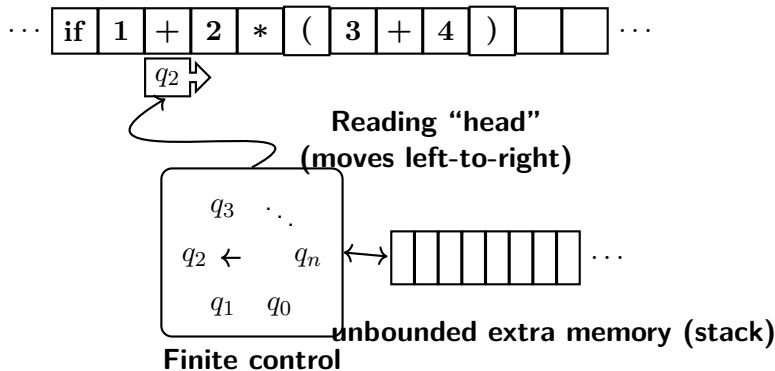 ··· if 1 + 2 * ( 3 + 4 ) ···
q₂
Reading “head”
(moves left-to-right)
q₃ ⋱
q₂ ← qₙ ···
q₁ q₀
unbounded extra memory (stack)
Finite control